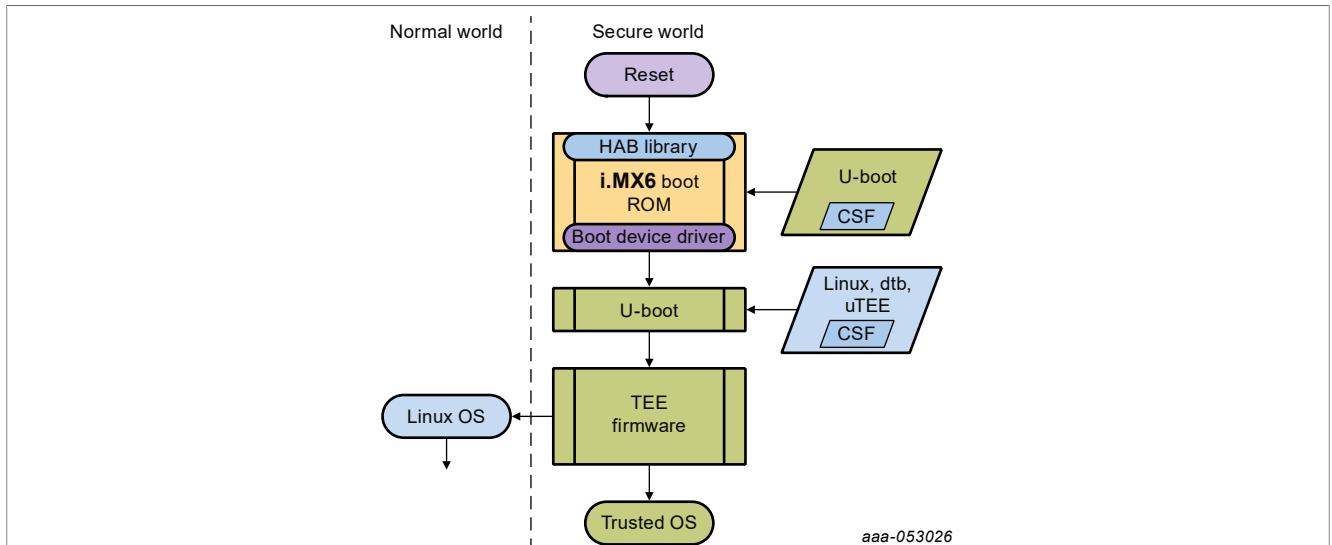 Normal world
Secure world
Reset
HAB library
i.MX6 boot
ROM
Boot device driver
U-boot
CSF
U-boot
Linux, dtb,
uTEE
CSF
TEE
firmware
Linux OS
Trusted OS
aaa-053026